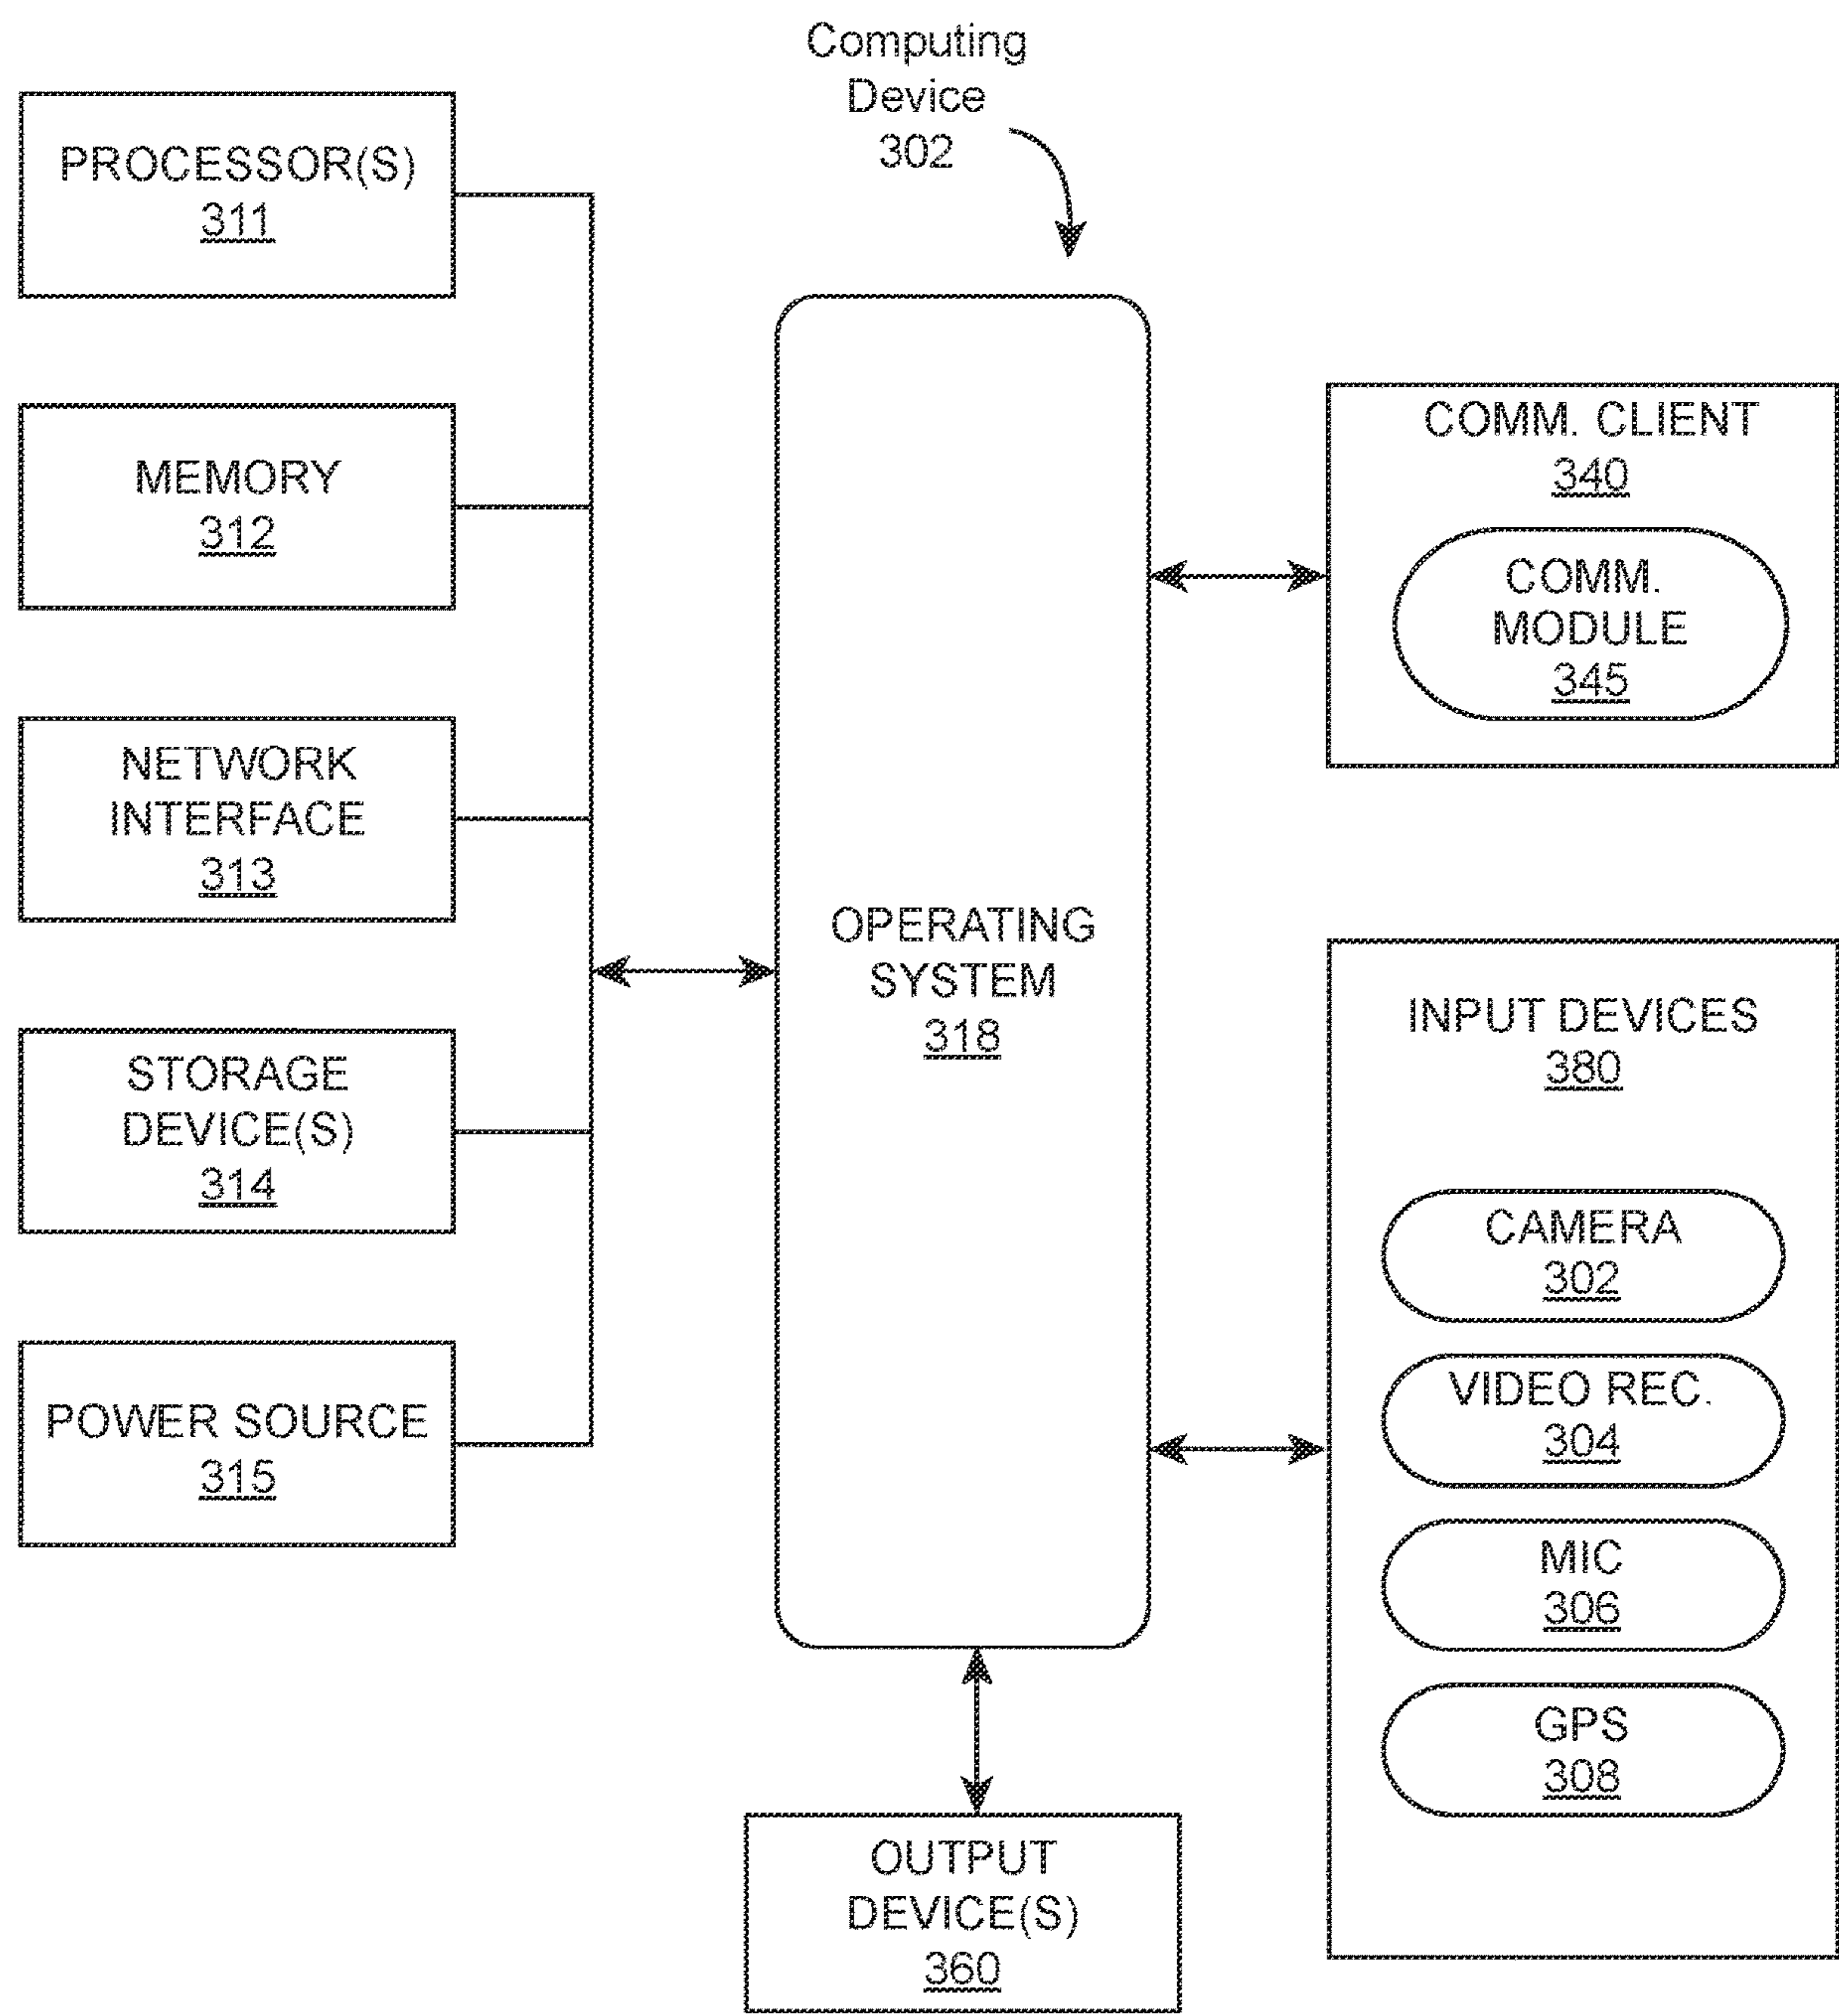 Computing
Device
302
PROCESSOR(S)
311
MEMORY
312
NETWORK
INTERFACE
313
STORAGE
DEVICE(S)
314
POWER SOURCE
315
OPERATING
SYSTEM
318
COMM. CLIENT
340
COMM.
MODULE
345
INPUT DEVICES
380
CAMERA
302
VIDEO REC.
304
MIC
306
GPS
308
OUTPUT
DEVICE(S)
360